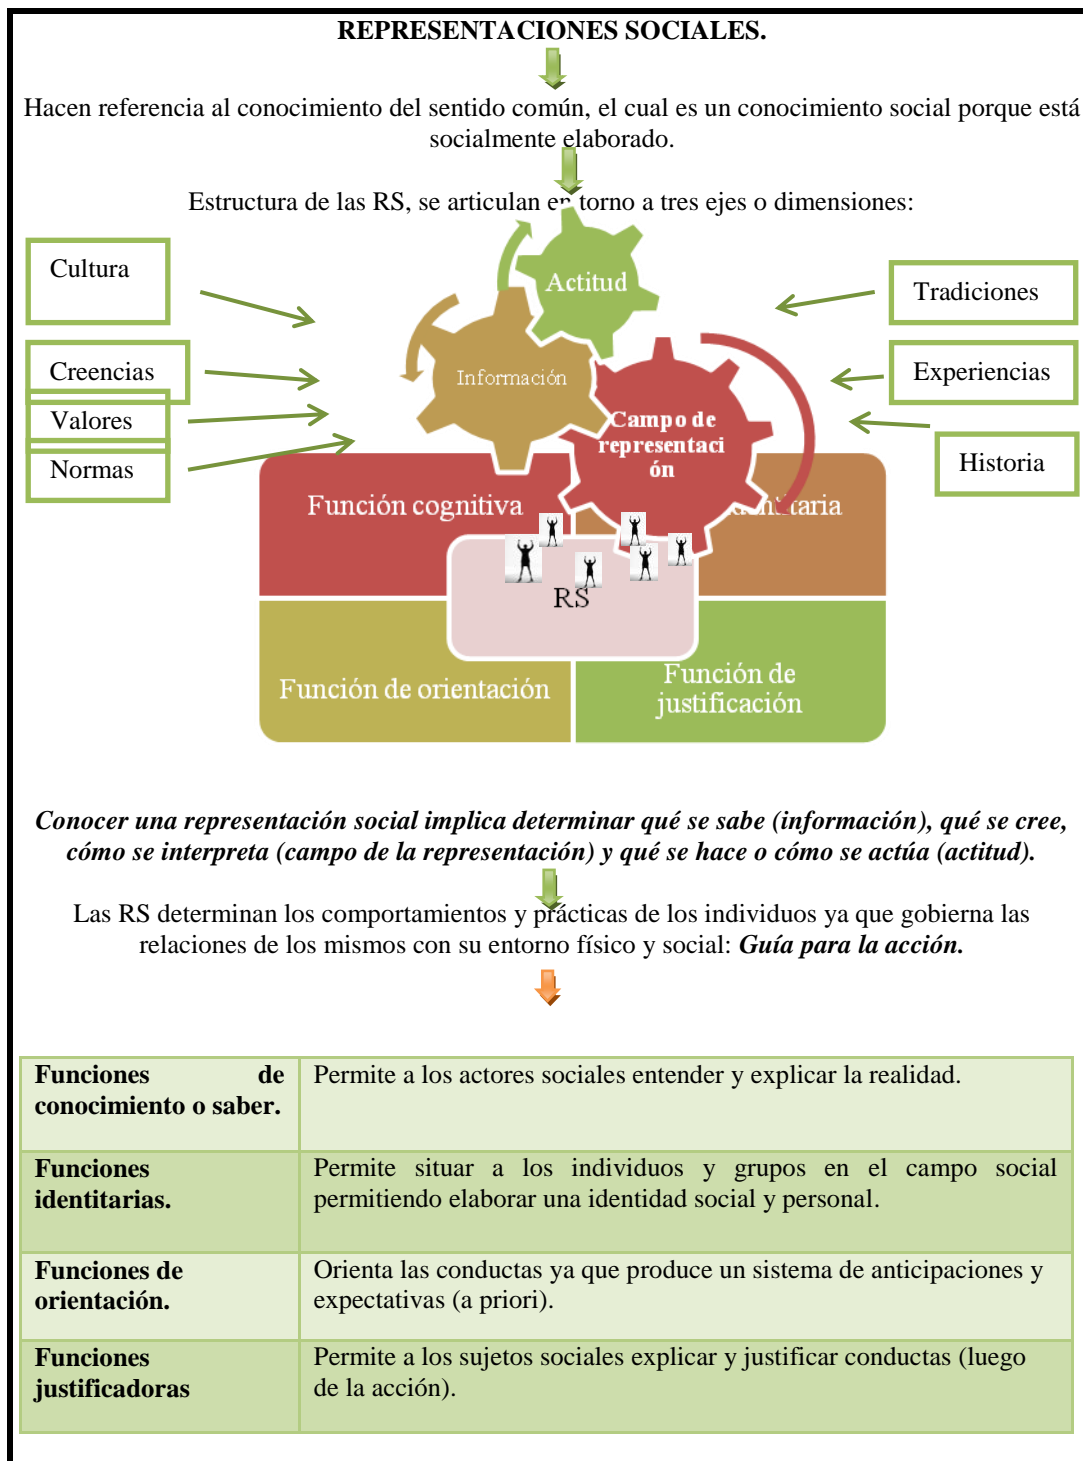 REPRESENTACIONES SOCIALES.
Hacen referencia al conocimiento del sentido común, el cual es un conocimiento social porque está
socialmente elaborado.
Estructura de las RS, se articulan en torno a tres ejes o dimensiones:
Cultura
Creencias
Valores
Normas
Actitud
Información
Campo de
representaci
ón
Tradiciones
Experiencias
Historia
Función cognitiva
RS
Función de orientación
Función de
justificación
Conocer una representación social implica determinar qué se sabe (información), qué se cree,
cómo se interpreta (campo de la representación) y qué se hace o cómo se actúa (actitud).
Las RS determinan los comportamientos y prácticas de los individuos ya que gobierna las
relaciones de los mismos con su entorno físico y social: Guía para la acción.
Funciones de
conocimiento o saber.
Permite a los actores sociales entender y explicar la realidad.
Funciones
identitarias.
Permite situar a los individuos y grupos en el campo social
permitiendo elaborar una identidad social y personal.
Funciones de
orientación.
Orienta las conductas ya que produce un sistema de anticipaciones y
expectativas (a priori).
Funciones
justificadoras
Permite a los sujetos sociales explicar y justificar conductas (luego
de la acción).